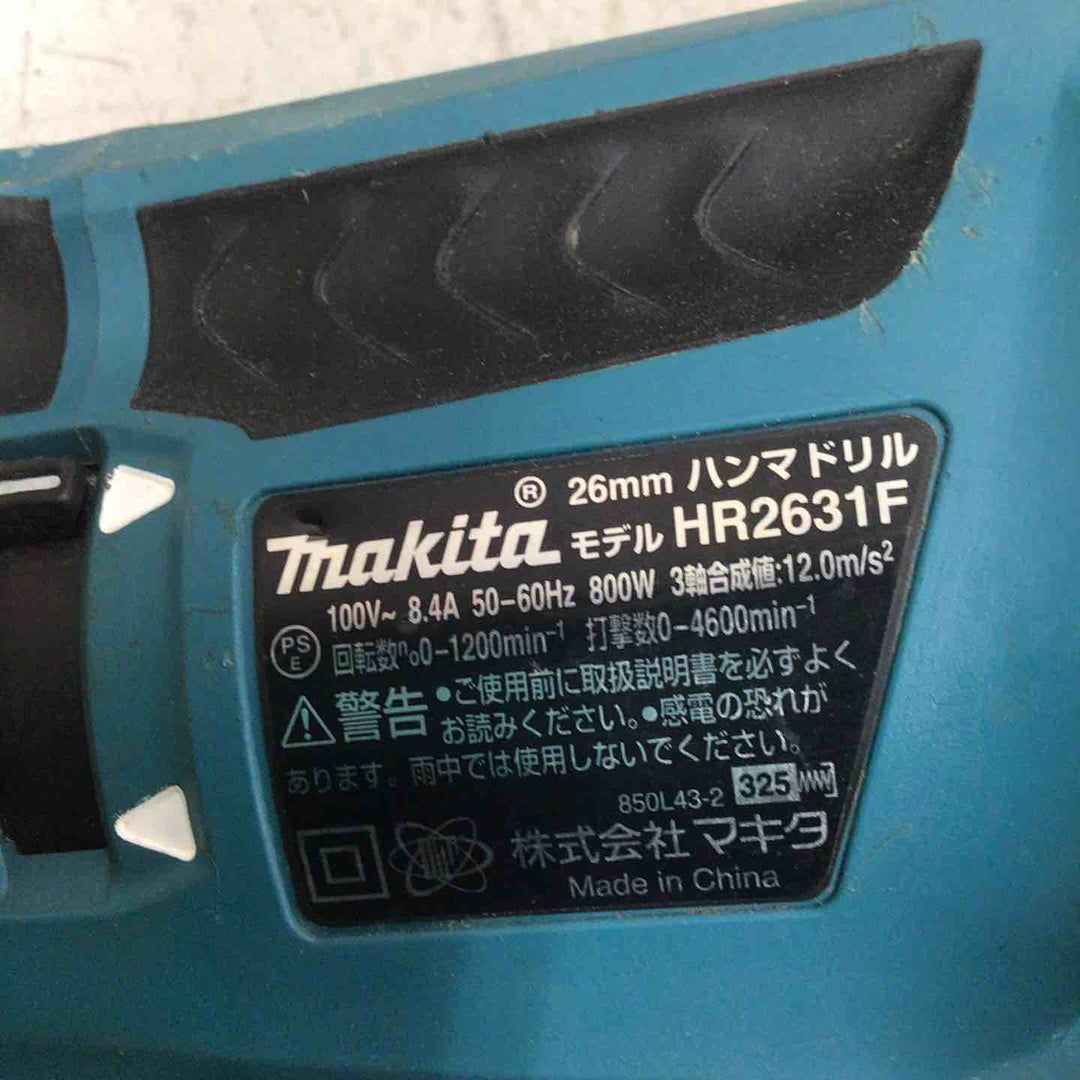 ® 26mm ハンマドリル
makita モデル HR2631F
100V~ 8.4A 50-60Hz 800W 3軸合成値:12.0m/s²
PS
E
回転数n₀0-1200min⁻¹ 打撃数0-4600min⁻¹
⚠警告 •ご使用前に取扱説明書を必ずよく
お読みください。•感電の恐れが
あります。雨中では使用しないでください。
850L43-2 325
株式会社 マキタ
Made in China